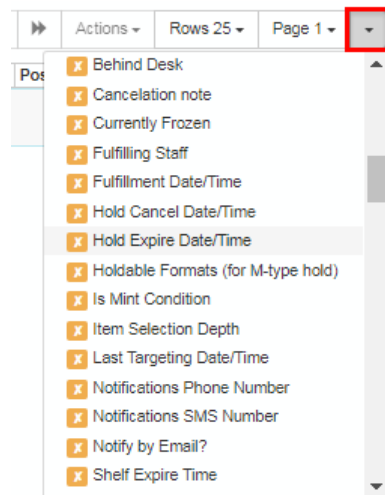 Actions Rows 25 Page 1
Pos
x Behind Desk
x Cancelation note
x Currently Frozen
x Fulfilling Staff
x Fulfillment Date/Time
x Hold Cancel Date/Time
x Hold Expire Date/Time
x Holdable Formats (for M-type hold)
x Is Mint Condition
x Item Selection Depth
x Last Targeting Date/Time
x Notifications Phone Number
x Notifications SMS Number
x Notify by Email?
x Shelf Expire Time